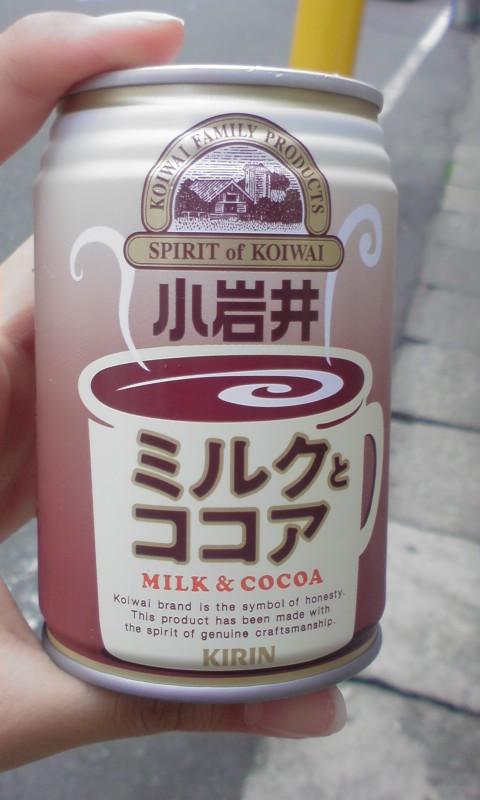 KOIWAI FAMILY PRODUCTS
SPIRIT of KOIWAI
小岩井
ミルクと
ココア
MILK & COCOA
Koiwai brand is the symbol of honesty.
This product has been made with
the spirit of genuine craftsmanship.
KIRIN